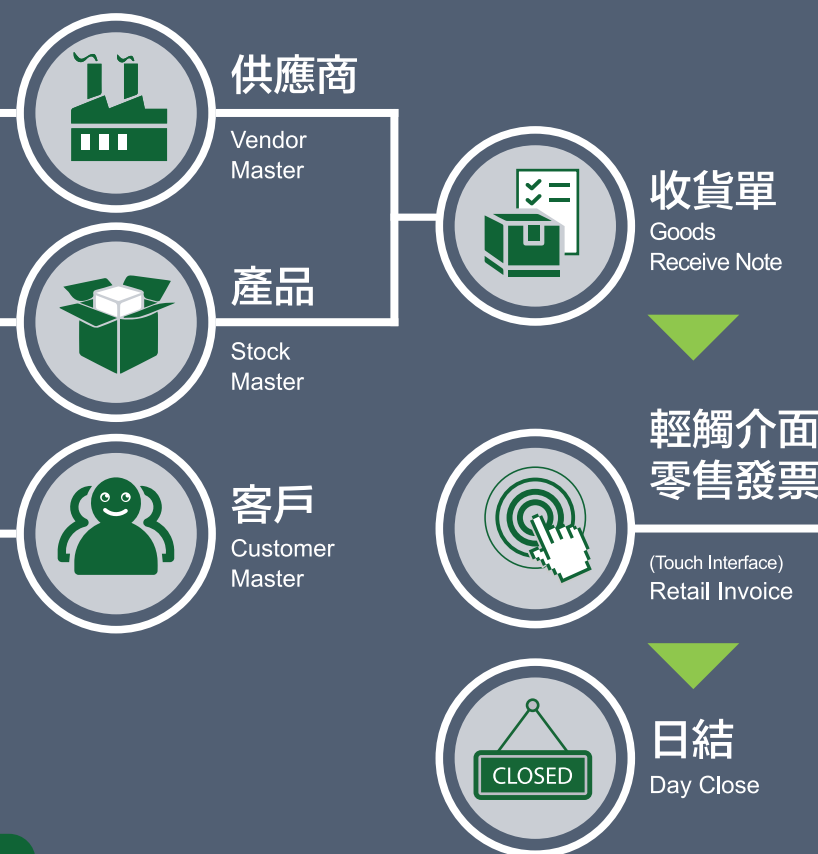 供應商
Vendor
Master
產品
Stock
Master
客戶
Customer
Master
收貨單
Goods
Receive Note
輕觸介面
零售發票
(Touch Interface)
Retail Invoice
CLOSED
日結
Day Close